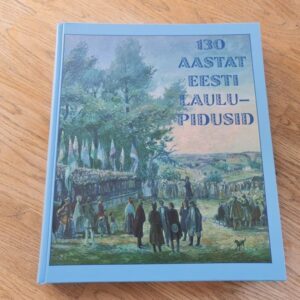 130
AASTAT
EESTI
LAULU-
PIDUSID